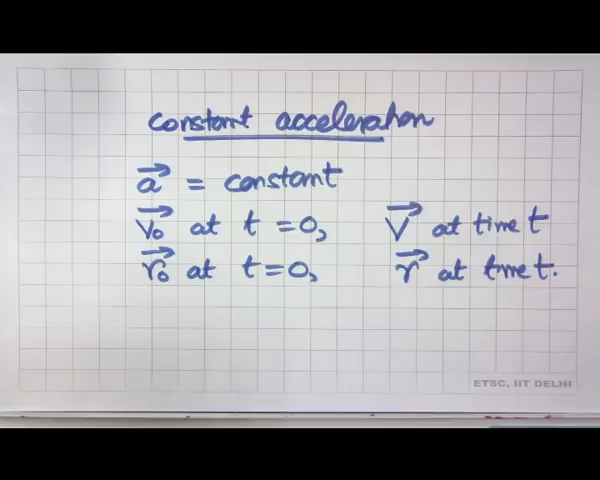 constant acceleration
a⃗ = constant
v⃗₀ at t = 0, v⃗ at time t
r⃗₀ at t = 0, r⃗ at time t.
ETSC, IIT DELHI